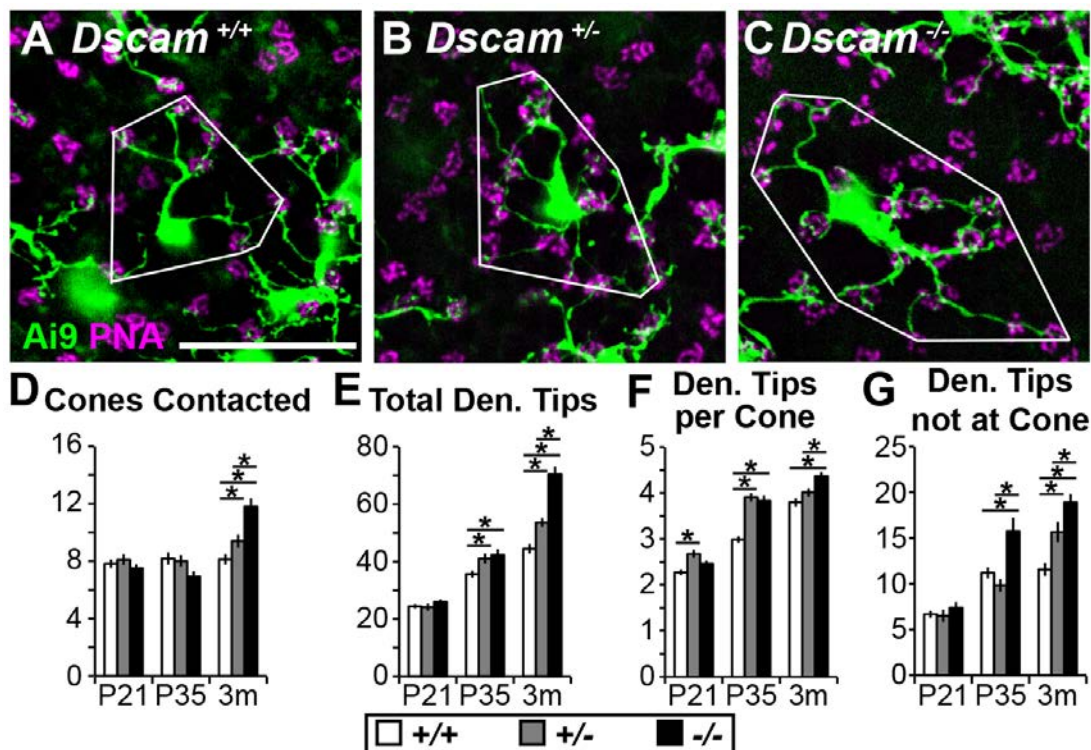 A Dscam +/+
B Dscam +/-
C Dscam -/-
Ai9 PNA
D Cones Contacted
16
12
8
4
0
* * *
P21 P35 3m
E Total Den. Tips
80
60
40
20
0
* * * * *
P21 P35 3m
F Den. Tips
per Cone
5
4
3
2
1
0
* * * * *
P21 P35 3m
G Den. Tips
not at Cone
25
20
15
10
5
0
* * * * *
P21 P35 3m
+/+ +/- -/-